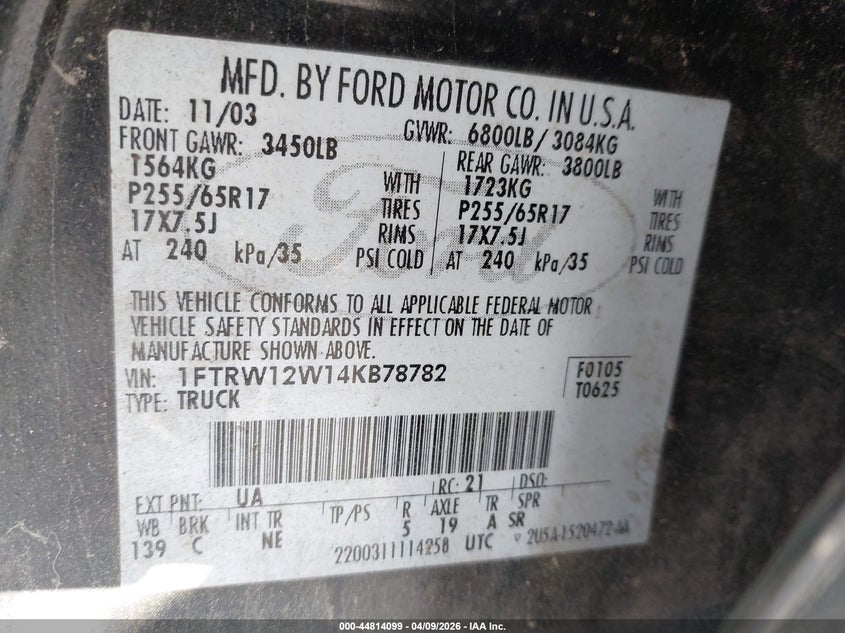 MFD. BY FORD MOTOR CO. IN U.S.A.
DATE: 11/03 GVWR: 6800LB/ 3084KG
FRONT GAWR: 3450LB REAR GAWR: 3800LB
1564KG WITH 1723KG WITH
P255/65R17 TIRES P255/65R17 TIRES
17X7.5J RIMS 17X7.5J RIMS
AT 240 kPa/35 PSI COLD AT 240 kPa/35 PSI COLD
Ford
THIS VEHICLE CONFORMS TO ALL APPLICABLE FEDERAL MOTOR
VEHICLE SAFETY STANDARDS IN EFFECT ON THE DATE OF
MANUFACTURE SHOWN ABOVE.
VIN: 1FTRW12W14KB78782 F0105
TYPE: TRUCK T0625
EXT PNT: UA RC: 21 DSO:
WB BRK INT TR TP/PS R AXLE TR SPR
139 C NE 5 19 A SR
2200311114258 UTC 2U5A-1520472-AA
000-44814099 - 04/09/2026 - IAA Inc.